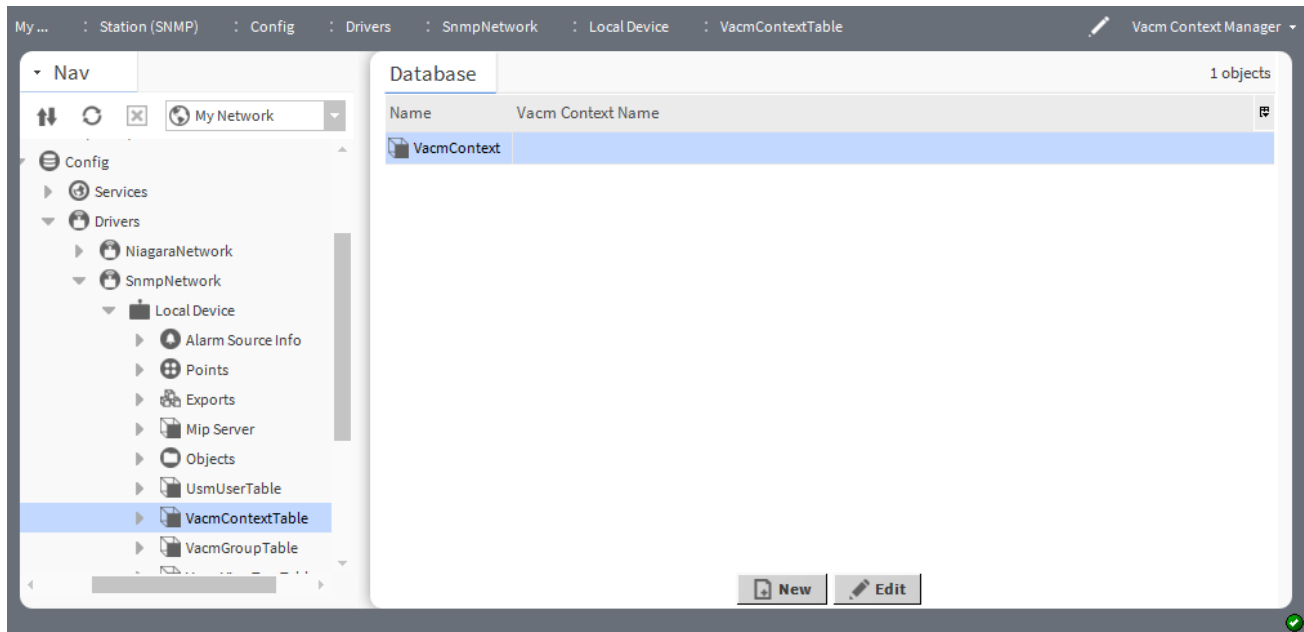 My ... : Station (SNMP) : Config : Drivers : SnmpNetwork : Local Device : VacmContextTable Vacm Context Manager
Nav
My Network
Config
Services
Drivers
NiagaraNetwork
SnmpNetwork
Local Device
Alarm Source Info
Points
Exports
Mip Server
Objects
UsmUserTable
VacmContextTable
VacmGroupTable
Database 1 objects
Name Vacm Context Name
VacmContext
New Edit